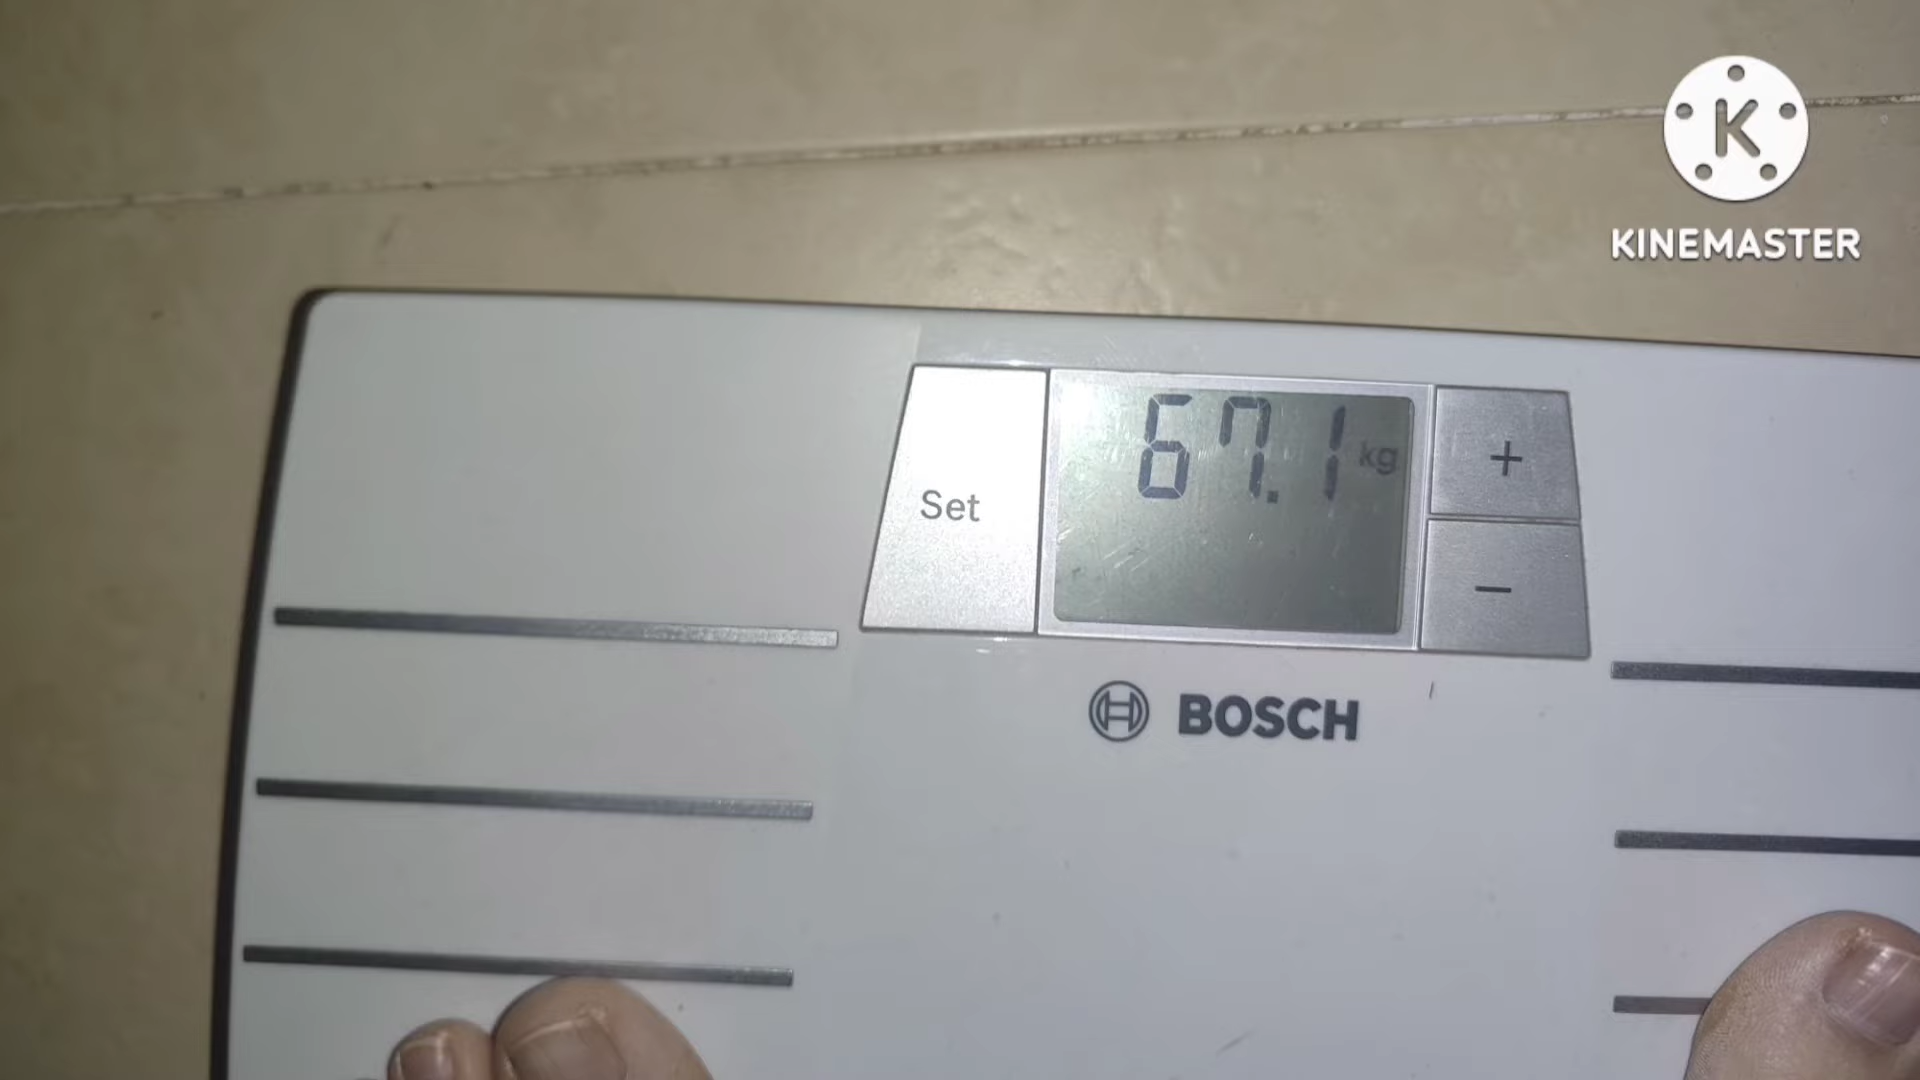 K
KINEMASTER
67.1 kg
Set
+
−
BOSCH